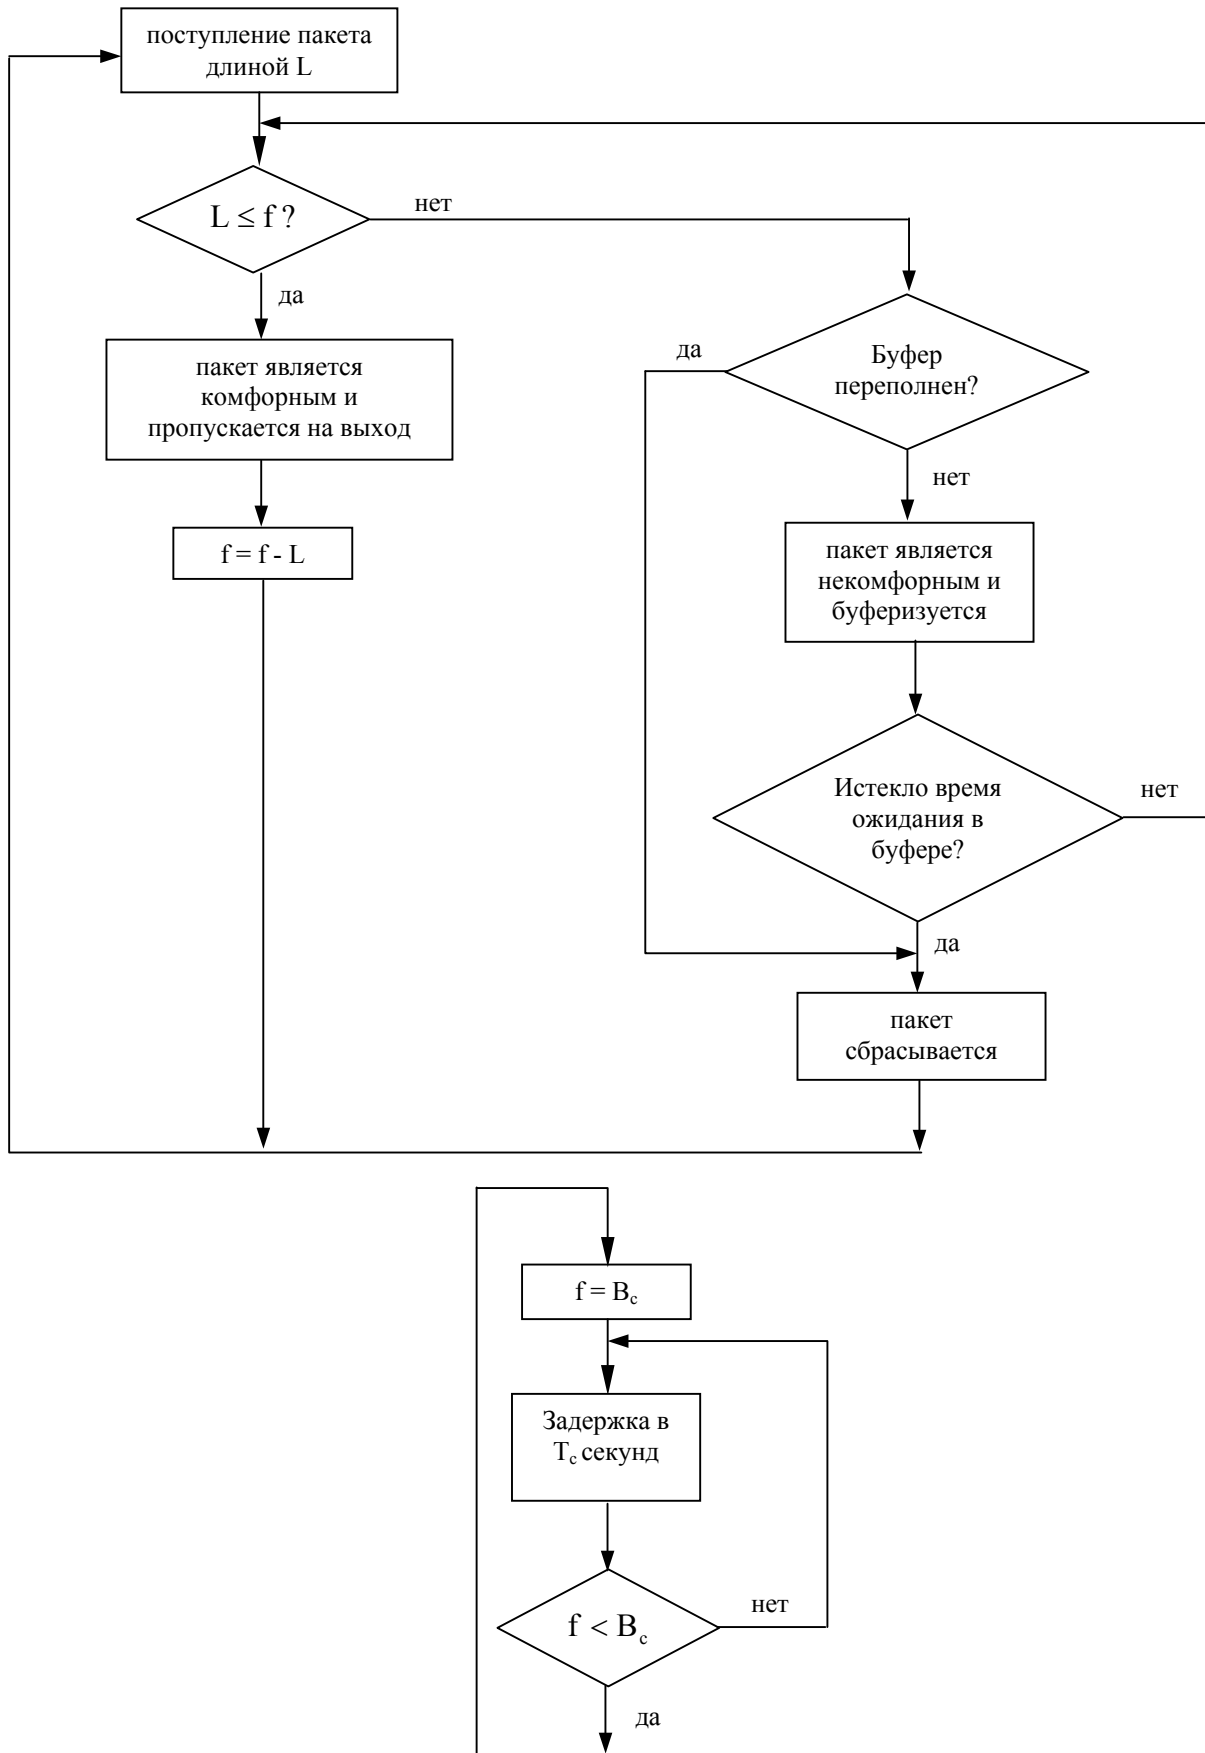 поступление пакета
длиной L
L ≤ f ?
нет
да
пакет является
комфорным и
пропускается на выход
f = f - L
да
Буфер
переполнен?
нет
пакет является
некомфорным и
буферизуется
Истекло время
ожидания в
буфере?
нет
да
пакет
сбрасывается
f = Bc
Задержка в
Tc секунд
f < Bc
нет
да